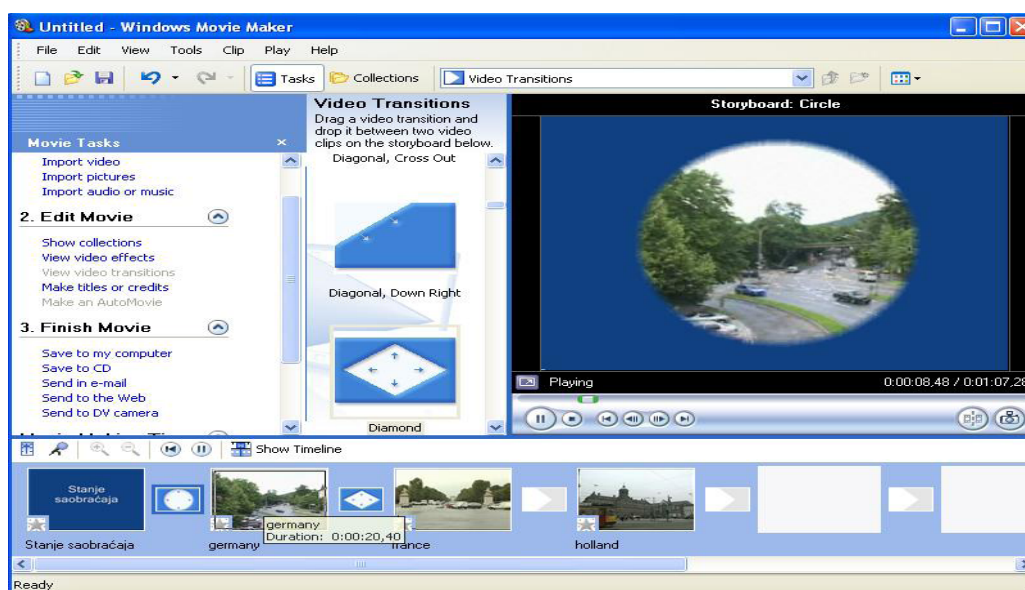 Untitled - Windows Movie Maker
File Edit View Tools Clip Play Help
Tasks Collections Video Transitions
Movie Tasks
Import video
Import pictures
Import audio or music
2. Edit Movie
Show collections
View video effects
View video transitions
Make titles or credits
Make an AutoMovie
3. Finish Movie
Save to my computer
Save to CD
Send in e-mail
Send to the Web
Send to DV camera
Video Transitions
Drag a video transition and
drop it between two video
clips on the storyboard below.
Diagonal, Cross Out
Diagonal, Down Right
Diamond
Storyboard: Circle
Playing 0:00:08,48 / 0:01:07,28
Show Timeline
Stanje
saobraćaja
germany
Duration: 0:00:20,40
Stanje saobraćaja germany france holland
Ready